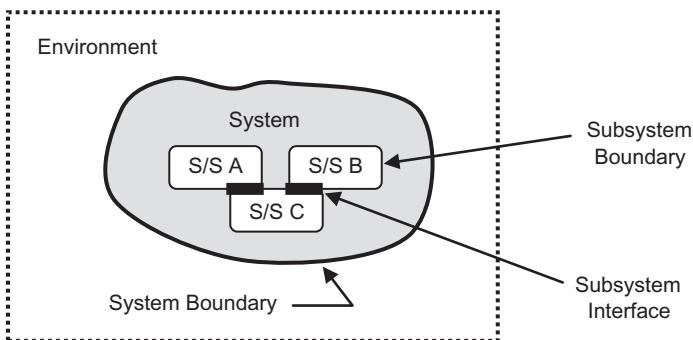 Environment
System
S/S A
S/S B
S/S C
Subsystem
Boundary
System Boundary
Subsystem
Interface